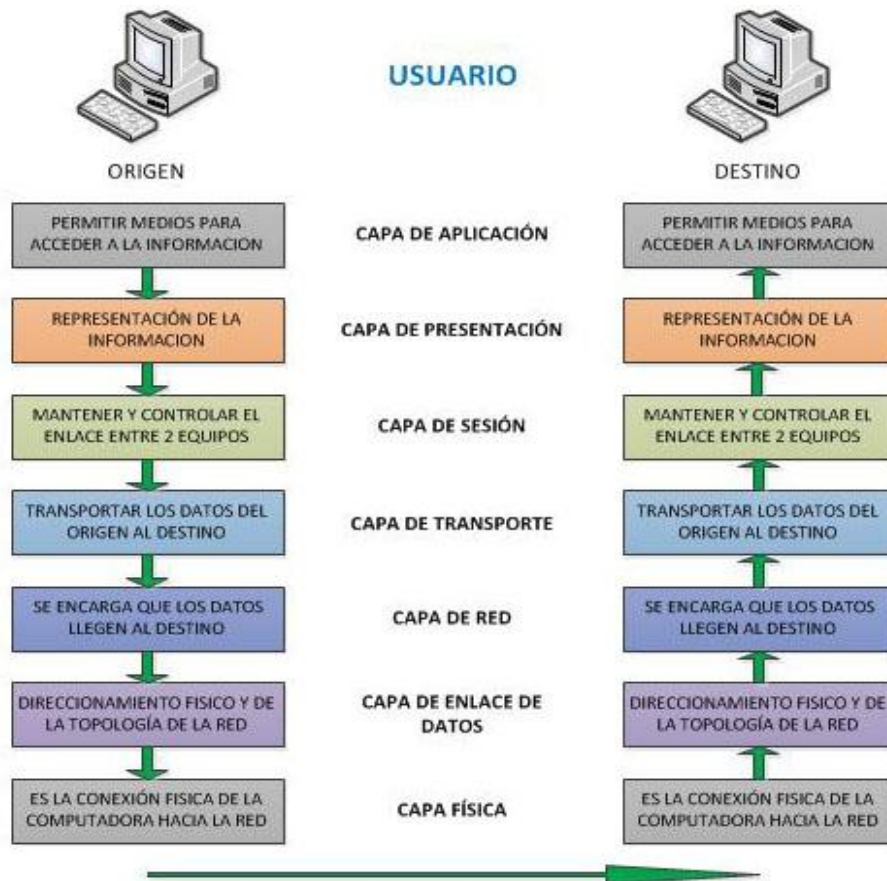 USUARIO
ORIGEN
DESTINO
PERMITIR MEDIOS PARA
ACCEDER A LA INFORMACION
CAPA DE APLICACIÓN
PERMITIR MEDIOS PARA
ACCEDER A LA INFORMACION
REPRESENTACIÓN DE LA
INFORMACION
CAPA DE PRESENTACIÓN
REPRESENTACIÓN DE LA
INFORMACION
MANTENER Y CONTROLAR EL
ENLACE ENTRE 2 EQUIPOS
CAPA DE SESIÓN
MANTENER Y CONTROLAR EL
ENLACE ENTRE 2 EQUIPOS
TRANSPORTAR LOS DATOS DEL
ORIGEN AL DESTINO
CAPA DE TRANSPORTE
TRANSPORTAR LOS DATOS DEL
ORIGEN AL DESTINO
SE ENCARGA QUE LOS DATOS
LLEGEN AL DESTINO
CAPA DE RED
SE ENCARGA QUE LOS DATOS
LLEGEN AL DESTINO
DIRECCIONAMIENTO FISICO Y DE
LA TOPOLOGÍA DE LA RED
CAPA DE ENLACE DE
DATOS
DIRECCIONAMIENTO FISICO Y DE
LA TOPOLOGÍA DE LA RED
ES LA CONEXIÓN FISICA DE LA
COMPUTADORA HACIA LA RED
CAPA FÍSICA
ES LA CONEXIÓN FISICA DE LA
COMPUTADORA HACIA LA RED